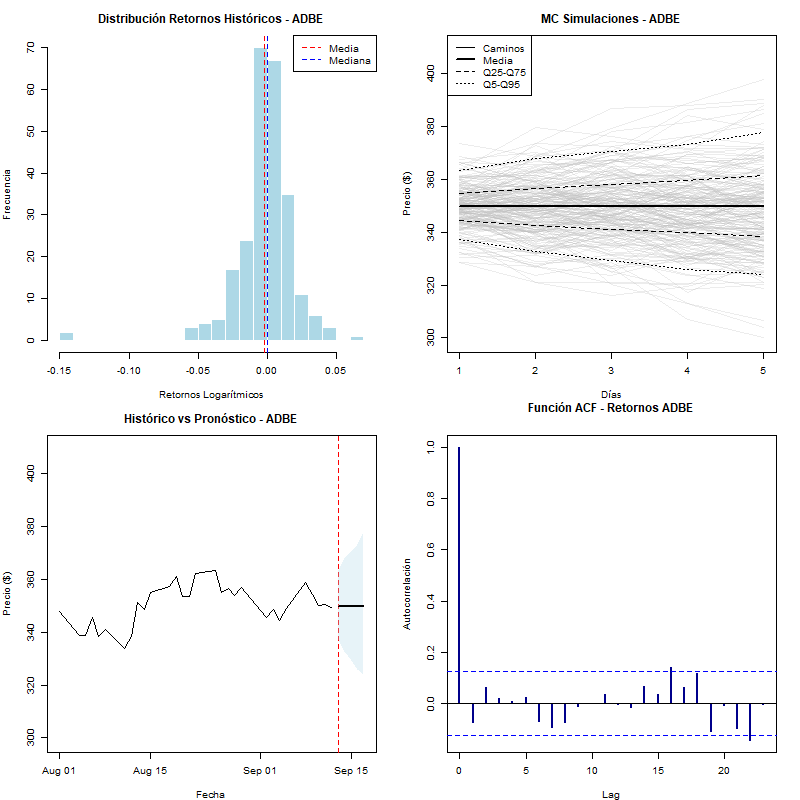 Distribución Retornos Históricos - ADBE
Frecuencia
0
10
20
30
40
50
60
70
Media
Mediana
-0.15
-0.10
-0.05
0.00
0.05
Retornos Logarítmicos
MC Simulaciones - ADBE
Precio ($)
300
320
340
360
380
400
Caminos
Media
Q25-Q75
Q5-Q95
1
2
3
4
5
Días
Histórico vs Pronóstico - ADBE
Precio ($)
300
320
340
360
380
400
Aug 01
Aug 15
Sep 01
Sep 15
Fecha
Función ACF - Retornos ADBE
Autocorrelación
0.0
0.2
0.4
0.6
0.8
1.0
0
5
10
15
20
Lag